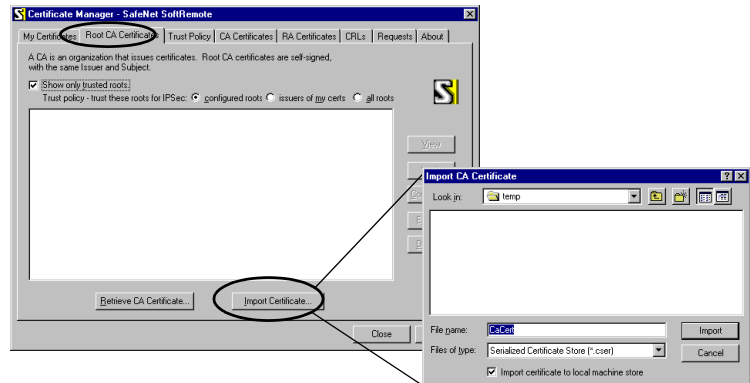 Certificate Manager - SafeNet SoftRemote
My Certificates Root CA Certificates Trust Policy CA Certificates RA Certificates CRLs Requests About
A CA is an organization that issues certificates. Root CA certificates are self-signed,
with the same Issuer and Subject.
Show only trusted roots.
Trust policy - trust these roots for IPSec: configured roots issuers of my certs all roots
View
Retrieve CA Certificate... Import Certificate...
Close
Import CA Certificate
Look in: temp
File name: CaCert Import
Files of type: Serialized Certificate Store (*.cser) Cancel
Import certificate to local machine store